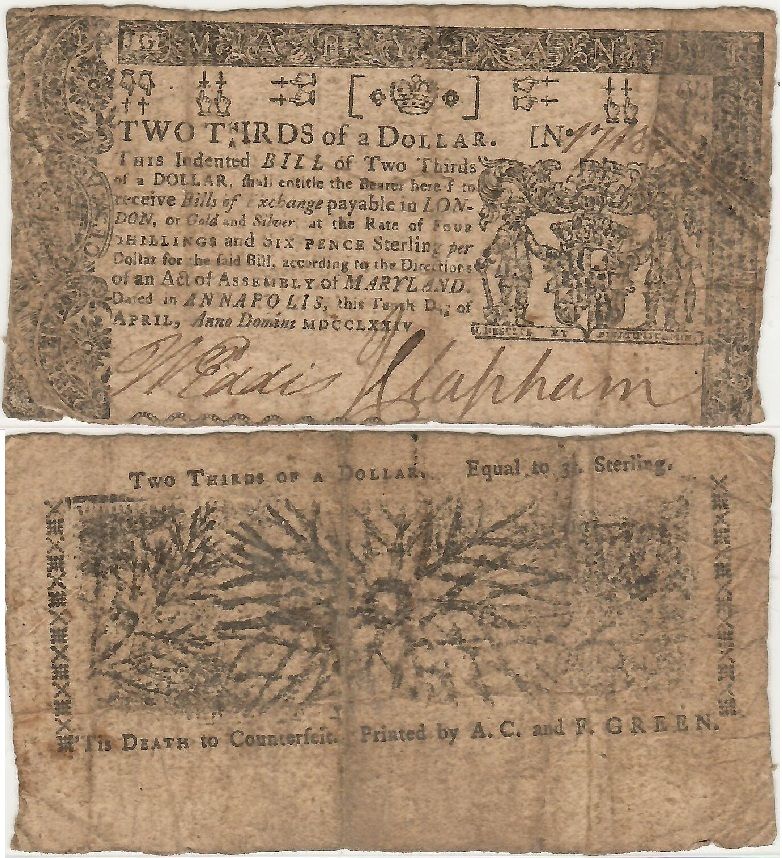 MARYLAND
TWO THIRDS of a DOLLAR. [No
THIS Indented BILL of Two Thirds
of a DOLLAR, shall entitle the Bearer hereof to
receive Bills of Exchange payable in LON-
DON, or Gold and Silver, at the Rate of FOUR
SHILLINGS and SIX PENCE Sterling per
Dollar for the said Bill, according to the Directions
of an Act of ASSEMBLY of MARYLAND.
Dated in ANNAPOLIS, this Tenth Day of
APRIL, Anno Domini MDCCLXXIV
W Eddis J Clapham
TWO THIRDS OF A DOLLAR. Equal to 3s. Sterling.
'Tis DEATH to Counterfeit. Printed by A. C. and F. GREEN.